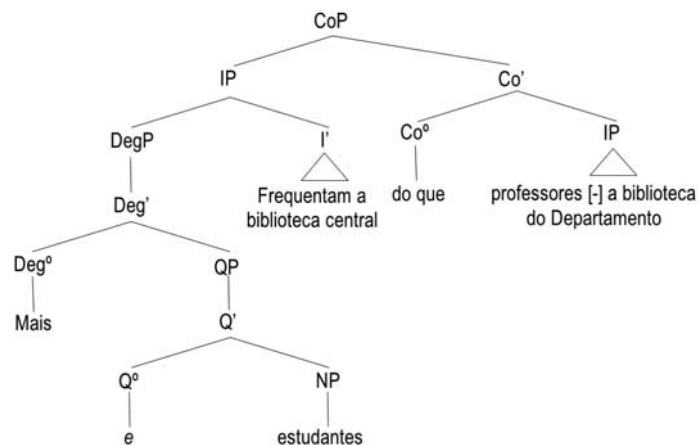 CoP
IP Co'
DegP I' Coº IP
Frequentam a do que professores [-] a biblioteca
biblioteca central do Departamento
Deg'
Degº QP
Mais Q'
Qº NP
e estudantes